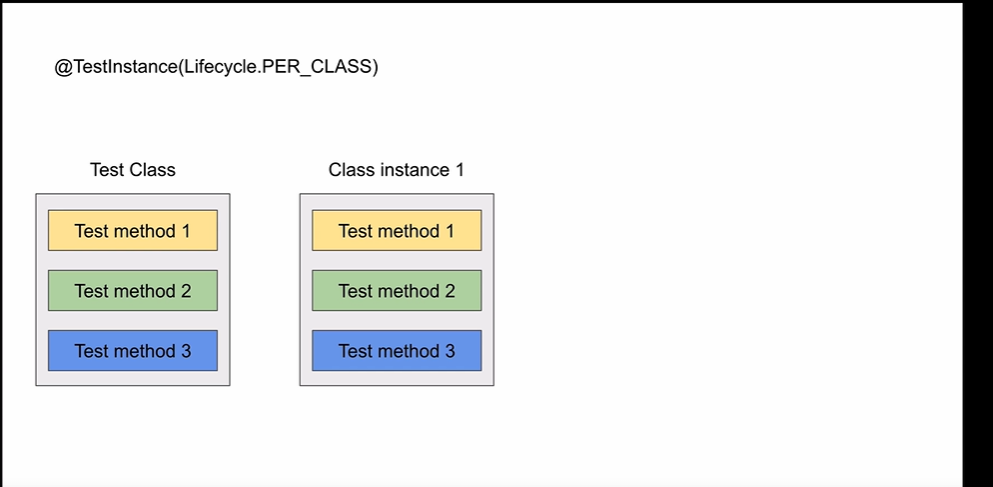 @TestInstance(Lifecycle.PER_CLASS)
Test Class
Test method 1
Test method 2
Test method 3
Class instance 1
Test method 1
Test method 2
Test method 3